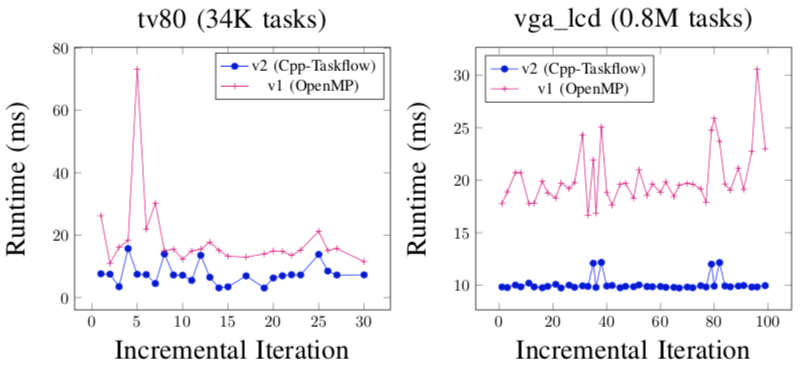 tv80 (34K tasks)
80
60
40
20
0
0
5
10
15
20
25
30
Runtime (ms)
Incremental Iteration
v2 (Cpp-Taskflow)
v1 (OpenMP)
vga_lcd (0.8M tasks)
30
25
20
15
10
0
20
40
60
80
100
Runtime (ms)
Incremental Iteration
v2 (Cpp-Taskflow)
v1 (OpenMP)